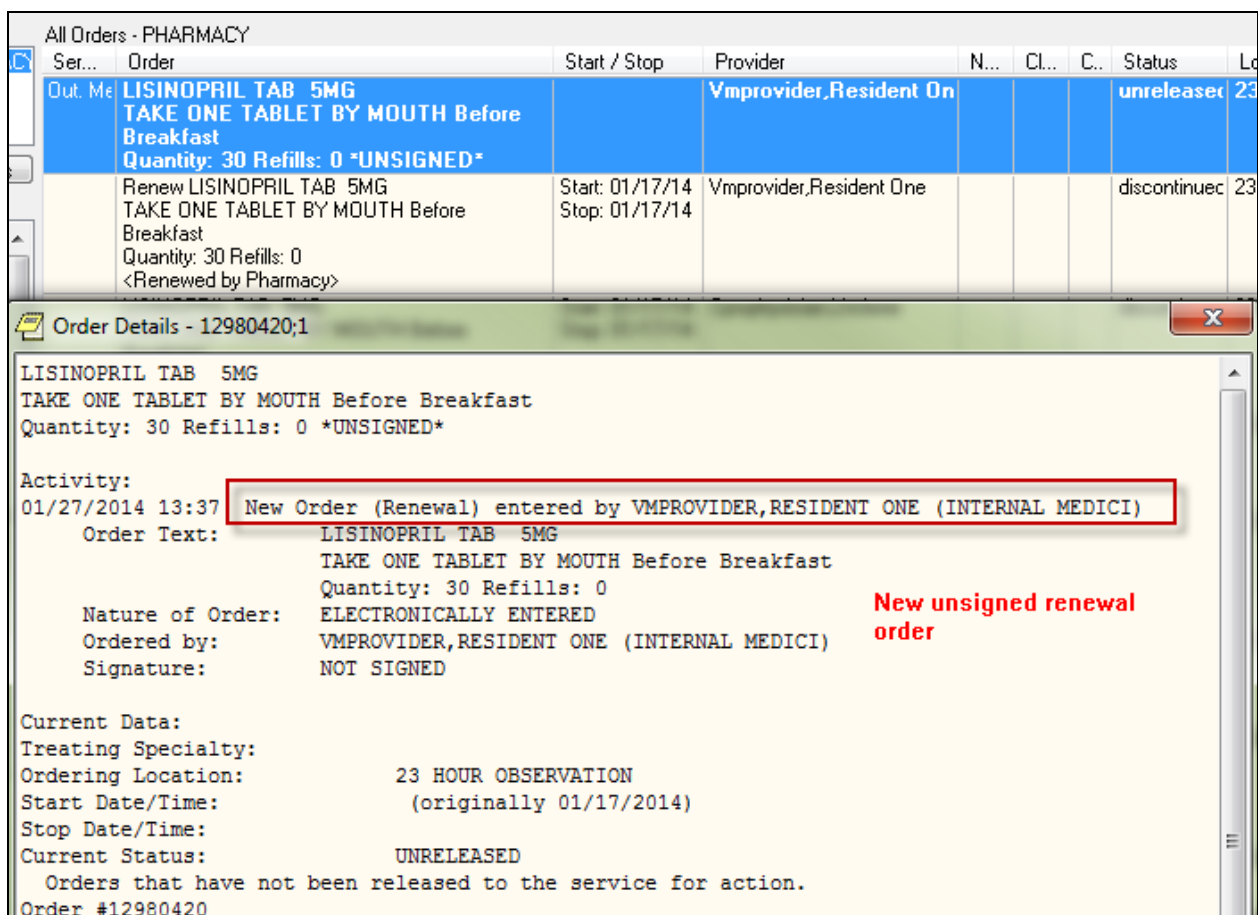 All Orders - PHARMACY
Ser... Order Start / Stop Provider N... Cl... C.. Status
Out. Me LISINOPRIL TAB 5MG Vmprovider,Resident On unreleased 23
TAKE ONE TABLET BY MOUTH Before
Breakfast
Quantity: 30 Refills: 0 *UNSIGNED*
Renew LISINOPRIL TAB 5MG Start: 01/17/14 Vmprovider,Resident One discontinued 23
TAKE ONE TABLET BY MOUTH Before Stop: 01/17/14
Breakfast
Quantity: 30 Refills: 0
<Renewed by Pharmacy>
Order Details - 12980420;1
LISINOPRIL TAB 5MG
TAKE ONE TABLET BY MOUTH Before Breakfast
Quantity: 30 Refills: 0 *UNSIGNED*
Activity:
01/27/2014 13:37 New Order (Renewal) entered by VMPROVIDER,RESIDENT ONE (INTERNAL MEDICI)
Order Text: LISINOPRIL TAB 5MG
TAKE ONE TABLET BY MOUTH Before Breakfast
Quantity: 30 Refills: 0
Nature of Order: ELECTRONICALLY ENTERED
Ordered by: VMPROVIDER,RESIDENT ONE (INTERNAL MEDICI)
Signature: NOT SIGNED
New unsigned renewal
order
Current Data:
Treating Specialty:
Ordering Location: 23 HOUR OBSERVATION
Start Date/Time: (originally 01/17/2014)
Stop Date/Time:
Current Status: UNRELEASED
Orders that have not been released to the service for action.
Order #12980420